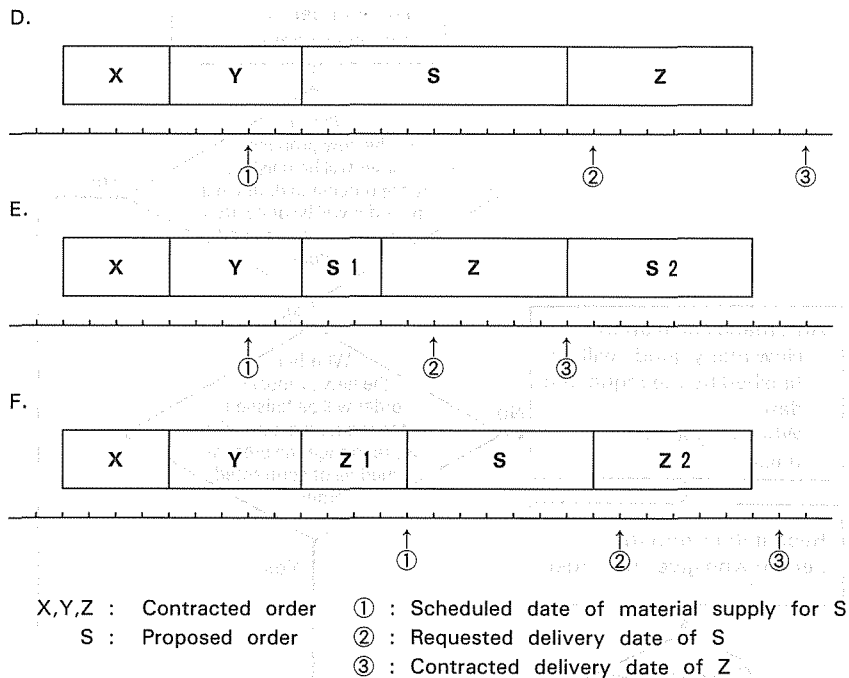 D.
X Y S Z
① ② ③
E.
X Y S 1 Z S 2
① ② ③
F.
X Y Z 1 S Z 2
① ② ③
X,Y,Z : Contracted order ① : Scheduled date of material supply for S
S : Proposed order ② : Requested delivery date of S
③ : Contracted delivery date of Z